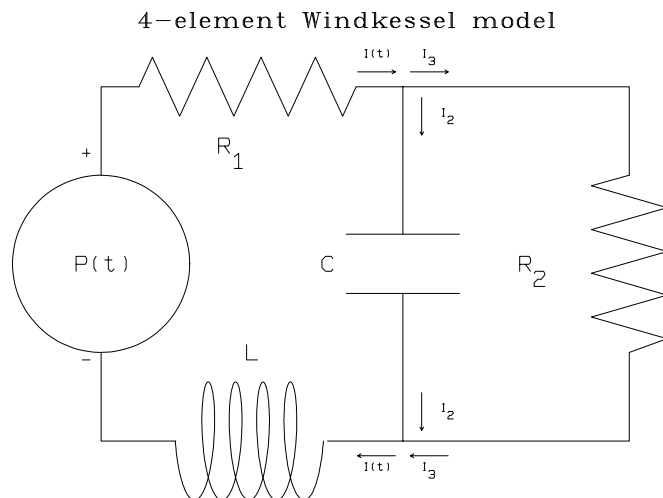 4-element Windkessel model
I(t) I3
I2
+
R1
P(t) C R2
L
-
I2
I(t) I3